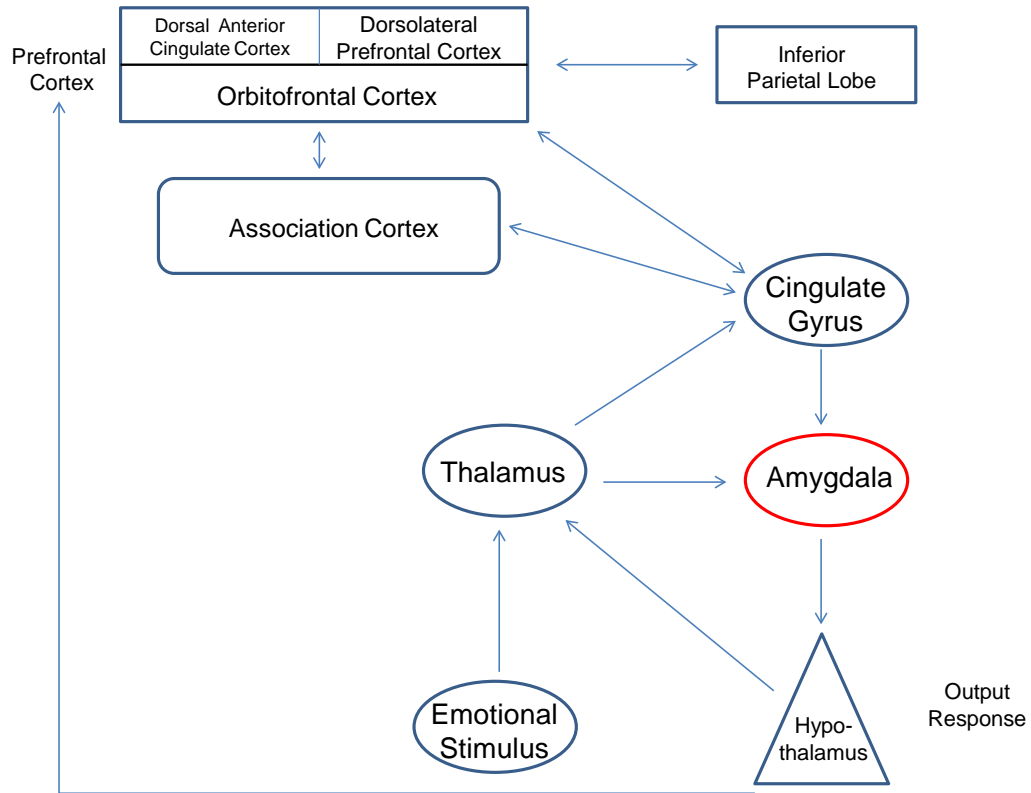 Prefrontal
Cortex
Dorsal Anterior
Cingulate Cortex
Dorsolateral
Prefrontal Cortex
Orbitofrontal Cortex
Inferior
Parietal Lobe
Association Cortex
Cingulate
Gyrus
Thalamus
Amygdala
Emotional
Stimulus
Hypo-
thalamus
Output
Response